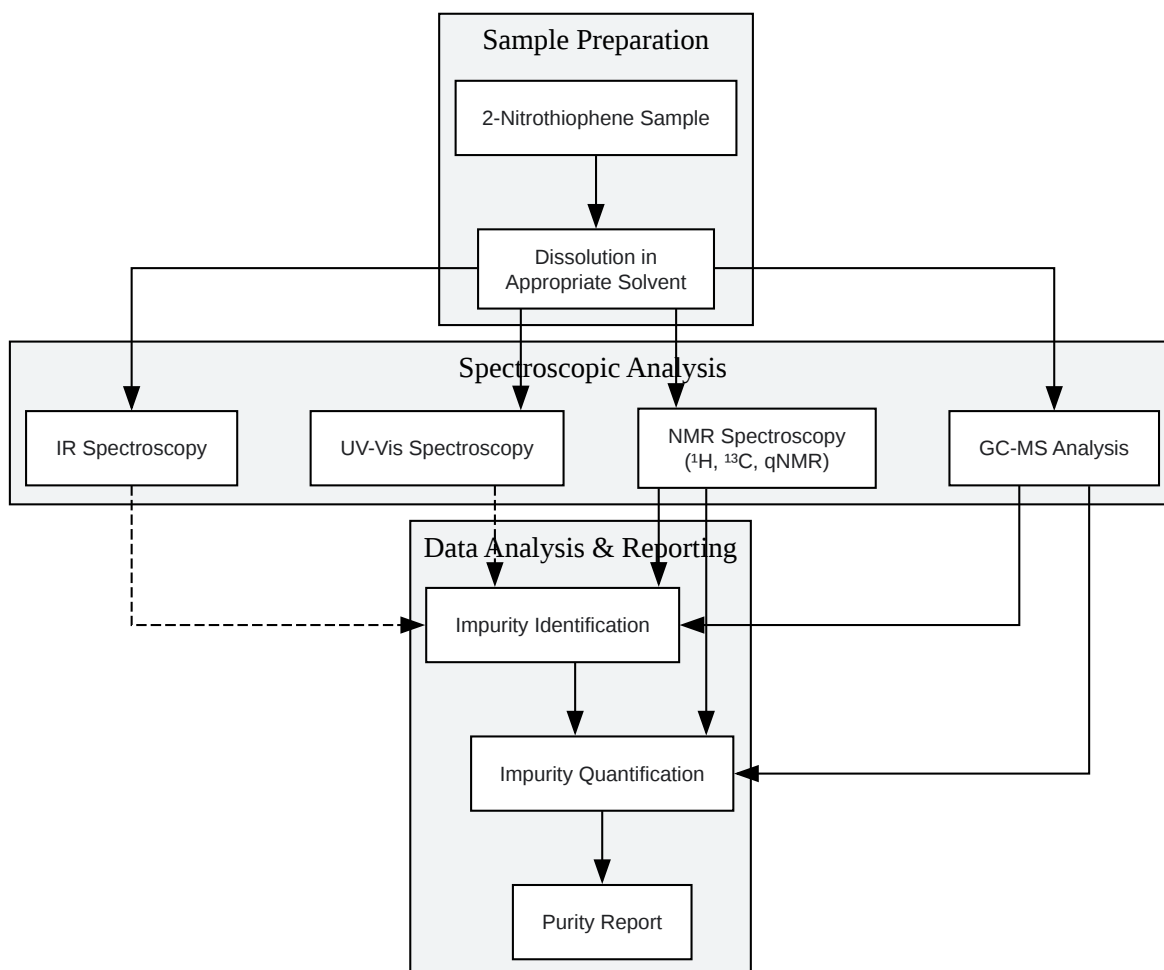 Sample Preparation
2-Nitrothiophene Sample
Dissolution in
Appropriate Solvent
Spectroscopic Analysis
IR Spectroscopy
UV-Vis Spectroscopy
NMR Spectroscopy
(¹H, ¹³C, qNMR)
GC-MS Analysis
Data Analysis & Reporting
Impurity Identification
Impurity Quantification
Purity Report